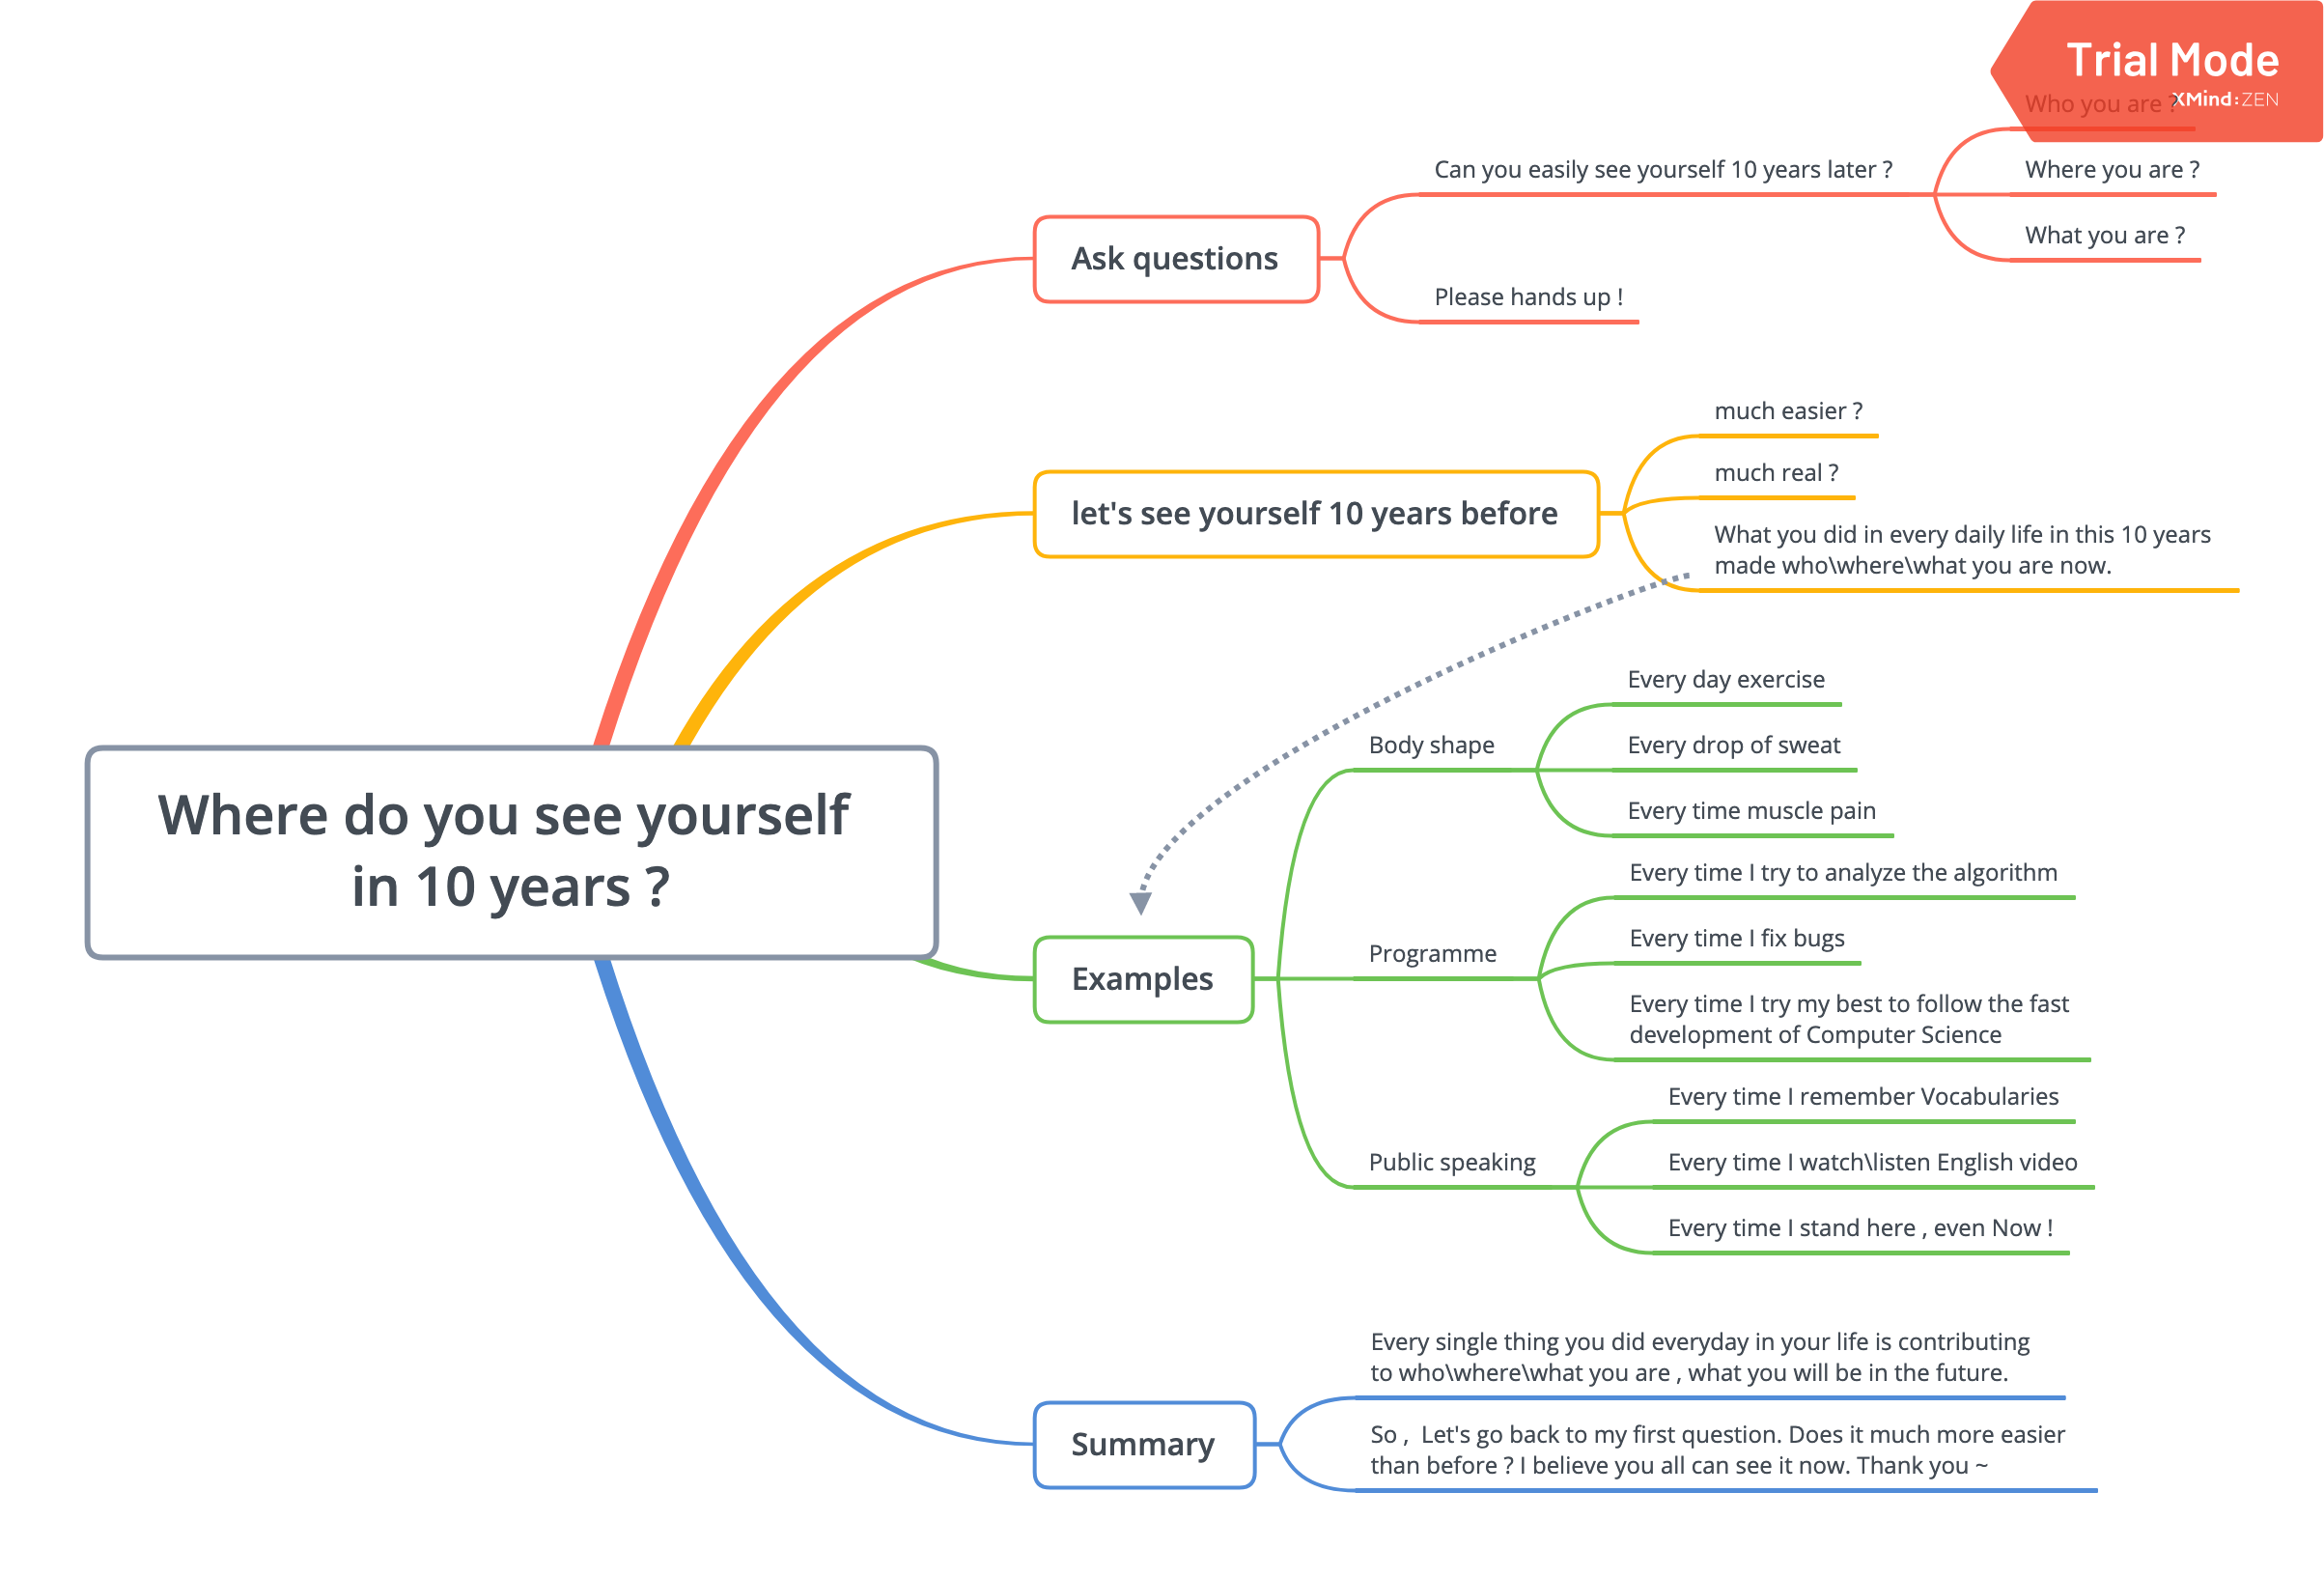 Trial Mode
XMind:ZEN
Who you are ?
Can you easily see yourself 10 years later ?
Where you are ?
What you are ?
Ask questions
Please hands up !
much easier ?
much real ?
let's see yourself 10 years before
What you did in every daily life in this 10 years
made who\where\what you are now.
Where do you see yourself
in 10 years ?
Examples
Body shape
Every day exercise
Every drop of sweat
Every time muscle pain
Programme
Every time I try to analyze the algorithm
Every time I fix bugs
Every time I try my best to follow the fast
development of Computer Science
Public speaking
Every time I remember Vocabularies
Every time I watch\listen English video
Every time I stand here , even Now !
Summary
Every single thing you did everyday in your life is contributing
to who\where\what you are , what you will be in the future.
So ,  Let's go back to my first question. Does it much more easier
than before ? I believe you all can see it now. Thank you ~